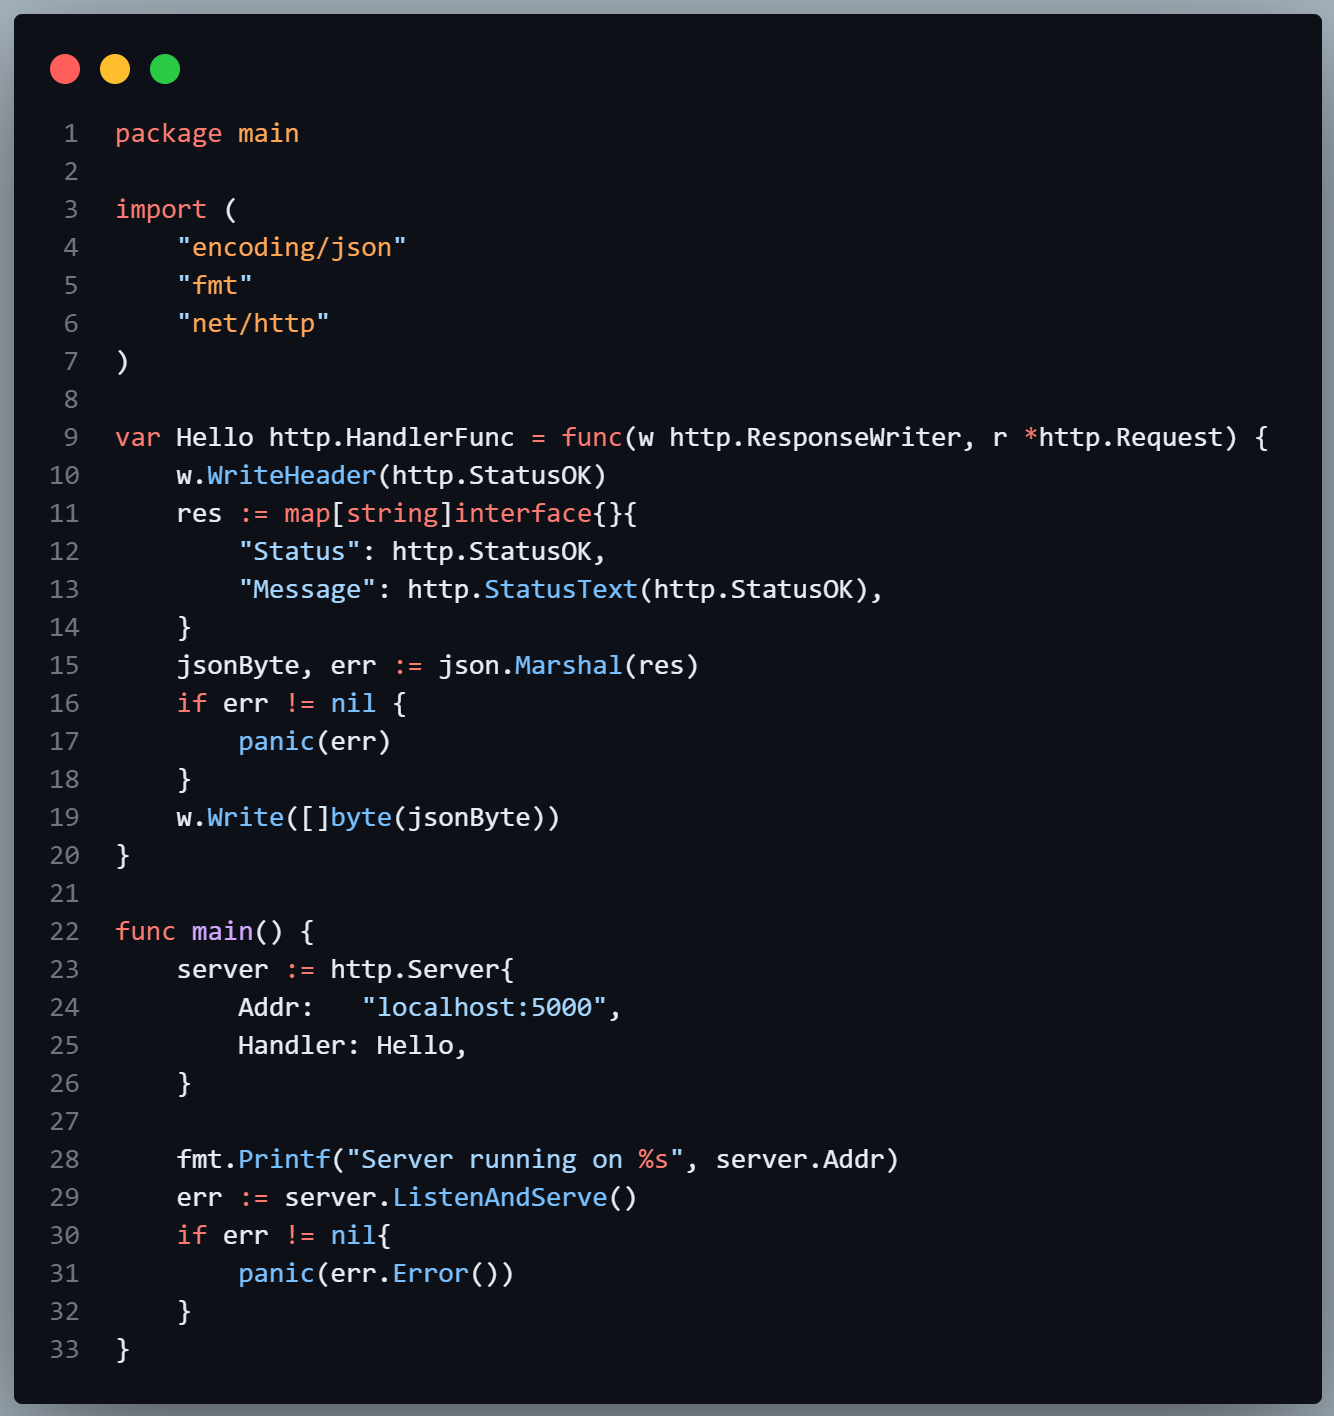 1 package main
2
3 import (
4     "encoding/json"
5     "fmt"
6     "net/http"
7 )
8
9 var Hello http.HandlerFunc = func(w http.ResponseWriter, r *http.Request) {
10     w.WriteHeader(http.StatusOK)
11     res := map[string]interface{}{
12         "Status": http.StatusOK,
13         "Message": http.StatusText(http.StatusOK),
14     }
15     jsonByte, err := json.Marshal(res)
16     if err != nil {
17         panic(err)
18     }
19     w.Write([]byte(jsonByte))
20 }
21
22 func main() {
23     server := http.Server{
24         Addr:   "localhost:5000",
25         Handler: Hello,
26     }
27
28     fmt.Printf("Server running on %s", server.Addr)
29     err := server.ListenAndServe()
30     if err != nil{
31         panic(err.Error())
32     }
33 }